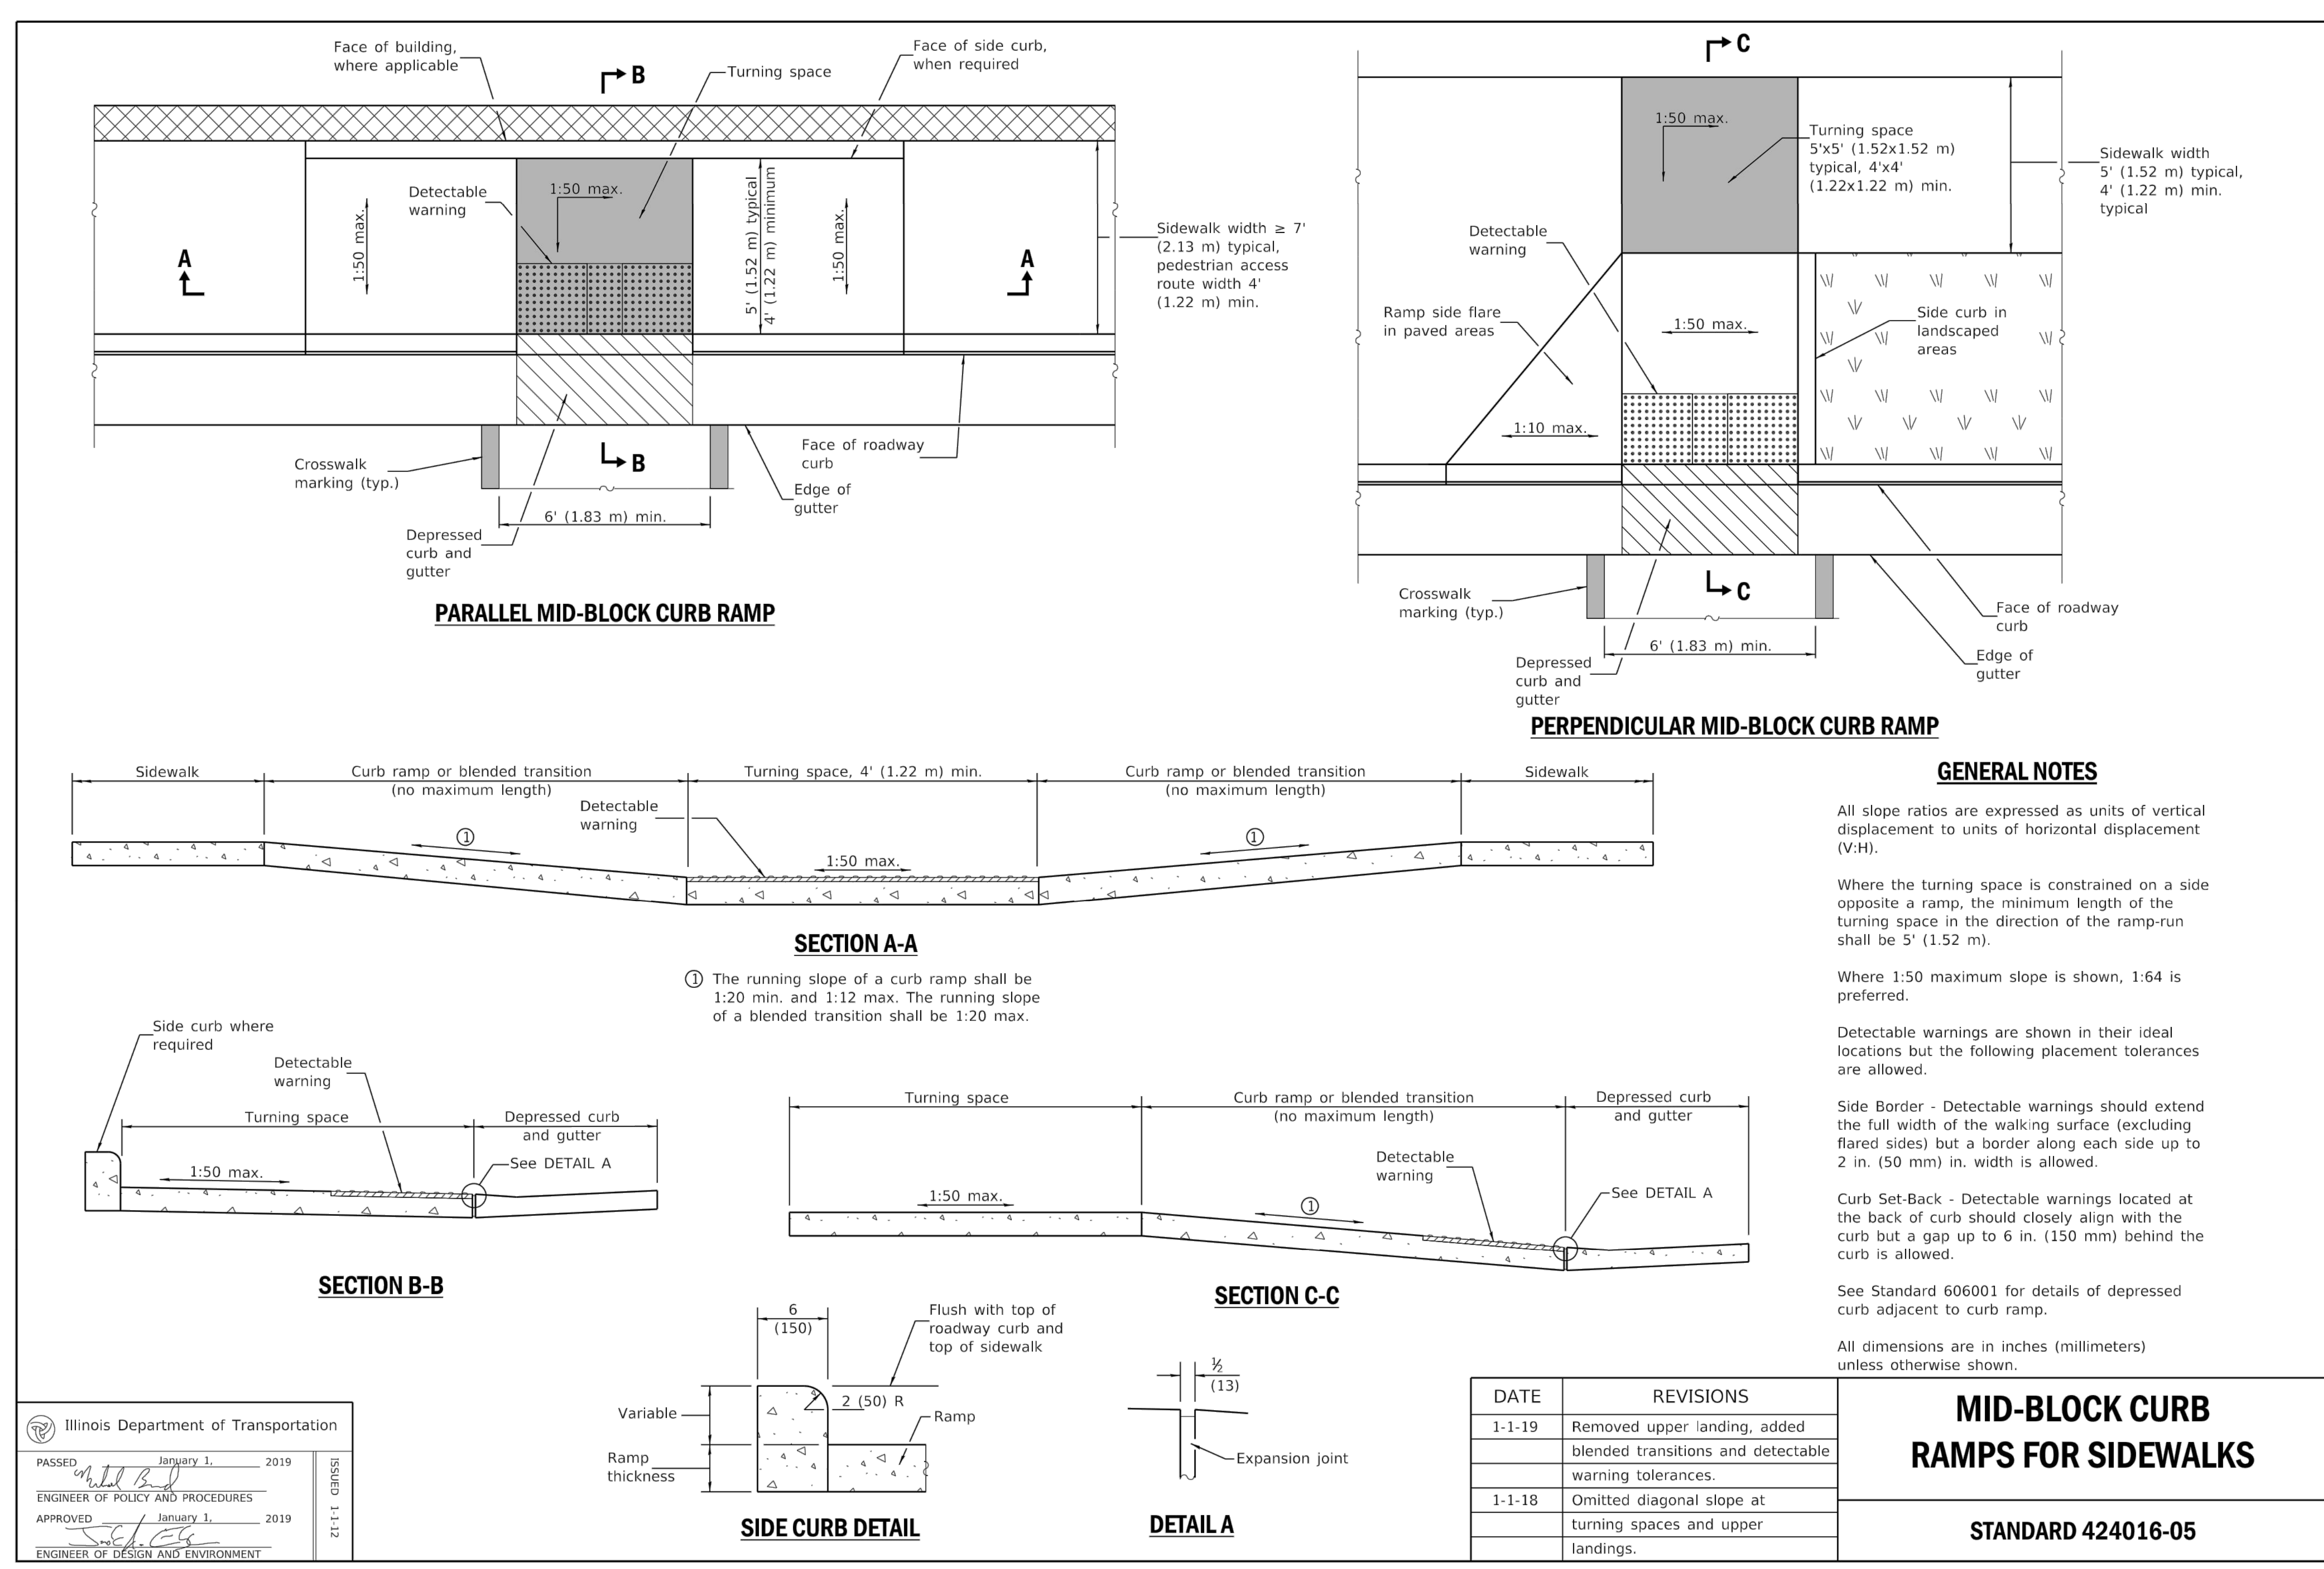 Face of building,
where applicable
B
Turning space
Face of side curb,
when required
Detectable
warning
1:50 max.
1:50 max.
5' (1.52 m) typical
4' (1.22 m) minimum
1:50 max.
A
A
Sidewalk width ≥ 7'
(2.13 m) typical,
pedestrian access
route width 4'
(1.22 m) min.
Crosswalk
marking (typ.)
B
Face of roadway
curb
Edge of
gutter
6' (1.83 m) min.
Depressed
curb and
gutter
PARALLEL MID-BLOCK CURB RAMP
C
1:50 max.
Turning space
5'x5' (1.52x1.52 m)
typical, 4'x4'
(1.22x1.22 m) min.
Sidewalk width
5' (1.52 m) typical,
4' (1.22 m) min.
typical
Detectable
warning
Ramp side flare
in paved areas
1:50 max.
Side curb in
landscaped
areas
1:10 max.
Crosswalk
marking (typ.)
C
Face of roadway
curb
6' (1.83 m) min.
Edge of
gutter
Depressed
curb and
gutter
PERPENDICULAR MID-BLOCK CURB RAMP
Sidewalk
Curb ramp or blended transition
(no maximum length)
Turning space, 4' (1.22 m) min.
Curb ramp or blended transition
(no maximum length)
Sidewalk
Detectable
warning
1
1:50 max.
1
SECTION A-A
1 The running slope of a curb ramp shall be
1:20 min. and 1:12 max. The running slope
of a blended transition shall be 1:20 max.
Side curb where
required
Detectable
warning
Turning space
Depressed curb
and gutter
See DETAIL A
1:50 max.
SECTION B-B
Turning space
Curb ramp or blended transition
(no maximum length)
Depressed curb
and gutter
Detectable
warning
1:50 max.
1
See DETAIL A
SECTION C-C
6
(150)
Flush with top of
roadway curb and
top of sidewalk
2 (50) R
Variable
Ramp
Ramp
thickness
SIDE CURB DETAIL
½
(13)
Expansion joint
DETAIL A
GENERAL NOTES
All slope ratios are expressed as units of vertical
displacement to units of horizontal displacement
(V:H).
Where the turning space is constrained on a side
opposite a ramp, the minimum length of the
turning space in the direction of the ramp-run
shall be 5' (1.52 m).
Where 1:50 maximum slope is shown, 1:64 is
preferred.
Detectable warnings are shown in their ideal
locations but the following placement tolerances
are allowed.
Side Border - Detectable warnings should extend
the full width of the walking surface (excluding
flared sides) but a border along each side up to
2 in. (50 mm) in. width is allowed.
Curb Set-Back - Detectable warnings located at
the back of curb should closely align with the
curb but a gap up to 6 in. (150 mm) behind the
curb is allowed.
See Standard 606001 for details of depressed
curb adjacent to curb ramp.
All dimensions are in inches (millimeters)
unless otherwise shown.
Illinois Department of Transportation
PASSED January 1, 2019
ENGINEER OF POLICY AND PROCEDURES
APPROVED January 1, 2019
ENGINEER OF DESIGN AND ENVIRONMENT
ISSUED 1-1-12
DATE REVISIONS
1-1-19 Removed upper landing, added
blended transitions and detectable
warning tolerances.
1-1-18 Omitted diagonal slope at
turning spaces and upper
landings.
MID-BLOCK CURB
RAMPS FOR SIDEWALKS
STANDARD 424016-05